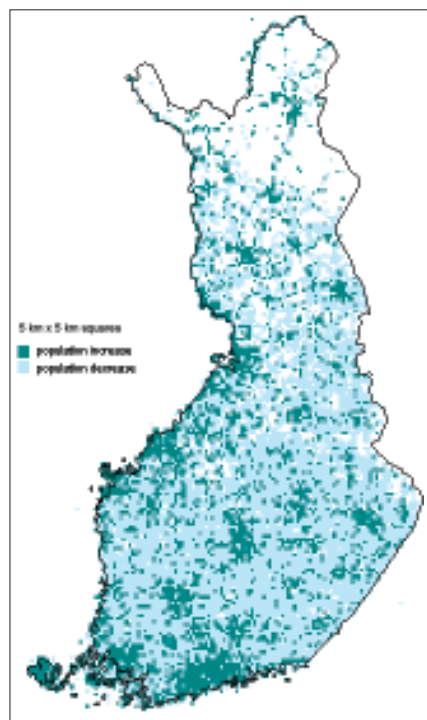 5 km x 5 km squares
population increase
population decrease